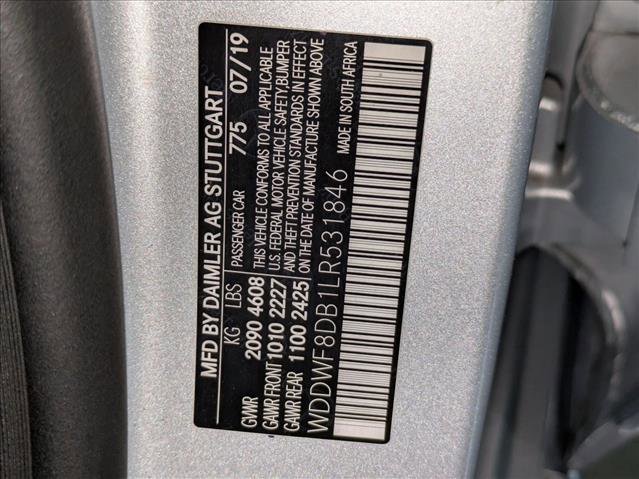 MFD BY DAIMLER AG STUTTGART 775 07/19
KG LBS PASSENGER CAR
GVWR 2090 4608
GAWR FRONT 1010 2227
GAWR REAR 1100 2425
THIS VEHICLE CONFORMS TO ALL APPLICABLE
U.S. FEDERAL MOTOR VEHICLE SAFETY,BUMPER
AND THEFT PREVENTION STANDARDS IN EFFECT
ON THE DATE OF MANUFACTURE SHOWN ABOVE
MADE IN SOUTH AFRICA
WDDWF8DB1LR531846